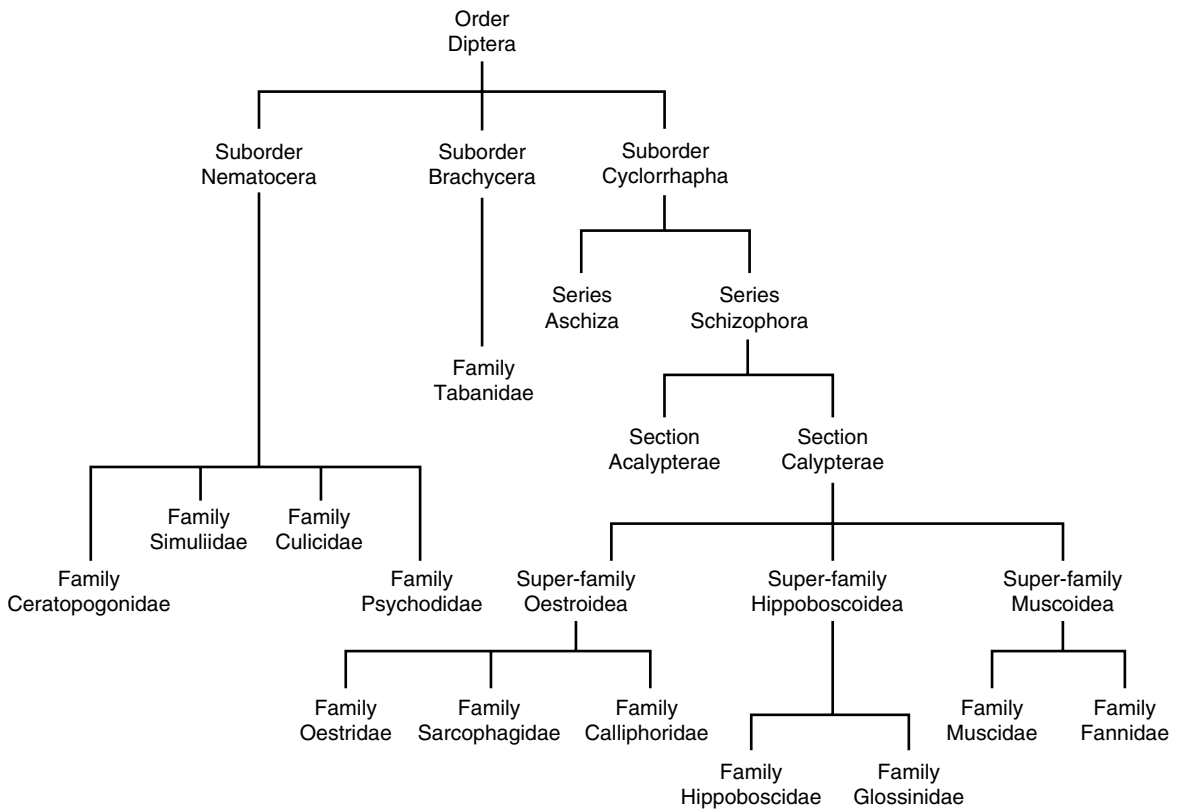 Order
Diptera
Suborder
Nematocera
Suborder
Brachycera
Suborder
Cyclorrhapha
Series
Aschiza
Series
Schizophora
Family
Tabanidae
Section
Acalypterae
Section
Calypterae
Family
Simuliidae
Family
Culicidae
Family
Ceratopogonidae
Family
Psychodidae
Super-family
Oestroidea
Super-family
Hippoboscoidea
Super-family
Muscoidea
Family
Oestridae
Family
Sarcophagidae
Family
Calliphoridae
Family
Muscidae
Family
Fannidae
Family
Hippoboscidae
Family
Glossinidae